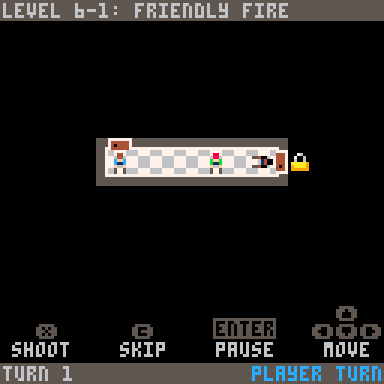 LEVEL 6-1: FRIENDLY FIRE
X C ENTER
SHOOT SKIP PAUSE MOVE
TURN 1 PLAYER TURN